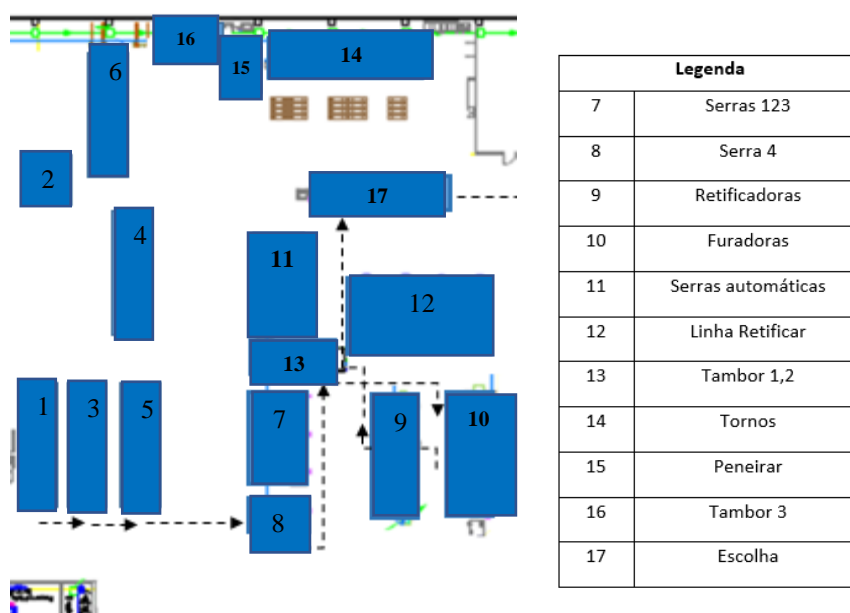 16
14
6
15
2
17
4
11
12
13
1
3
5
7
9
10
8
Legenda
7 Serras 123
8 Serra 4
9 Retificadoras
10 Furadoras
11 Serras automáticas
12 Linha Retificar
13 Tambor 1,2
14 Tornos
15 Peneirar
16 Tambor 3
17 Escolha